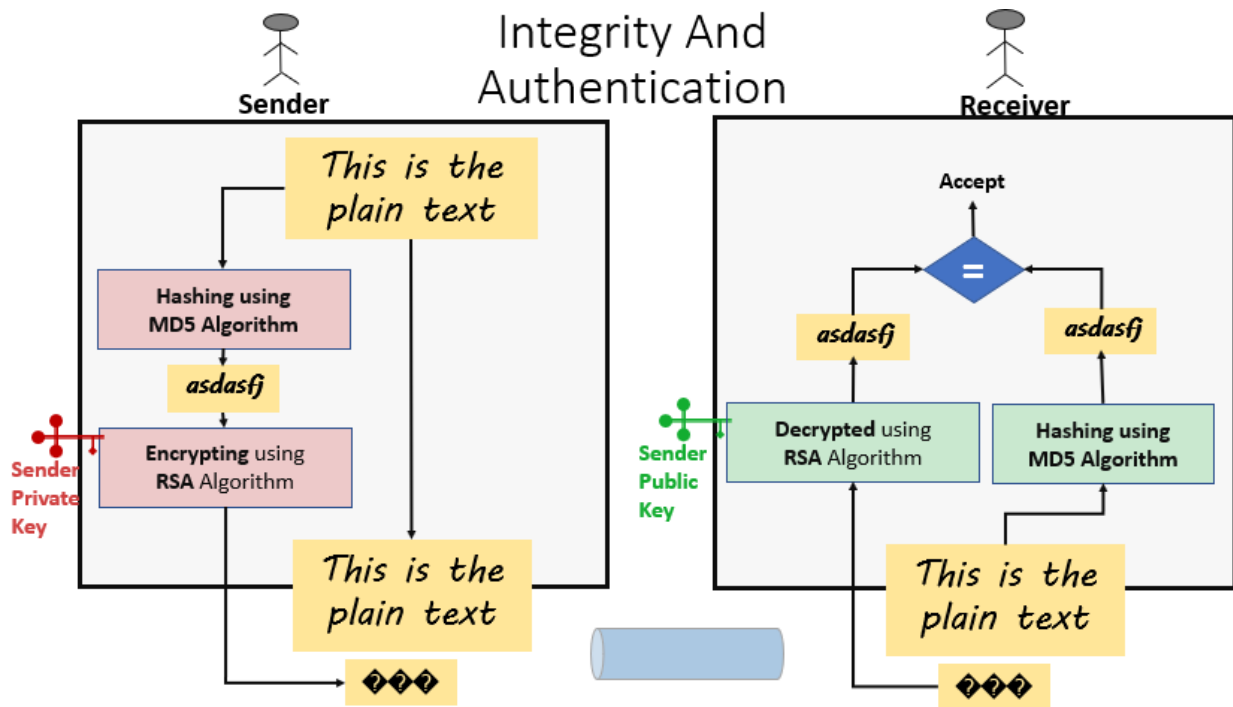 Integrity And
Authentication
Sender
This is the
plain text
Hashing using
MD5 Algorithm
asdasfj
Sender
Private
Key
Encrypting using
RSA Algorithm
This is the
plain text
���
Receiver
Accept
=
asdasfj
asdasfj
Sender
Public
Key
Decrypted using
RSA Algorithm
Hashing using
MD5 Algorithm
This is the
plain text
���